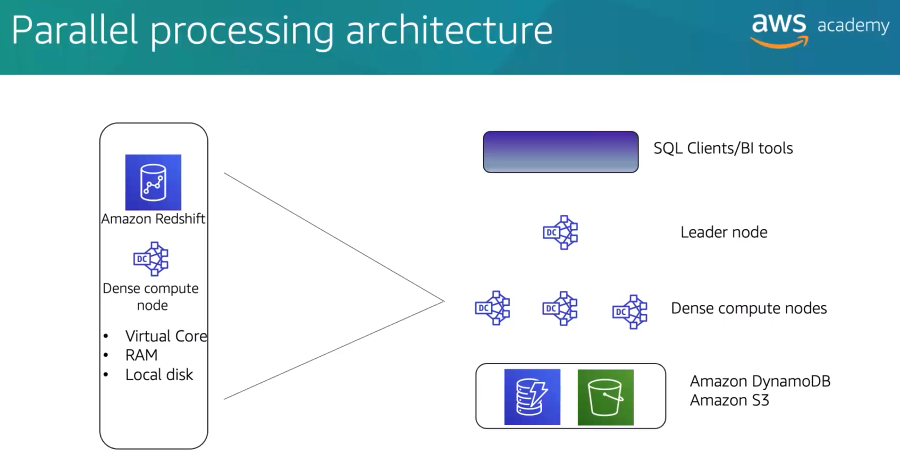 Parallel processing architecture
aws academy
Amazon Redshift
DC
Dense compute
node
• Virtual Core
• RAM
• Local disk
SQL Clients/BI tools
DC
Leader node
DC
DC
DC
Dense compute nodes
Amazon DynamoDB
Amazon S3